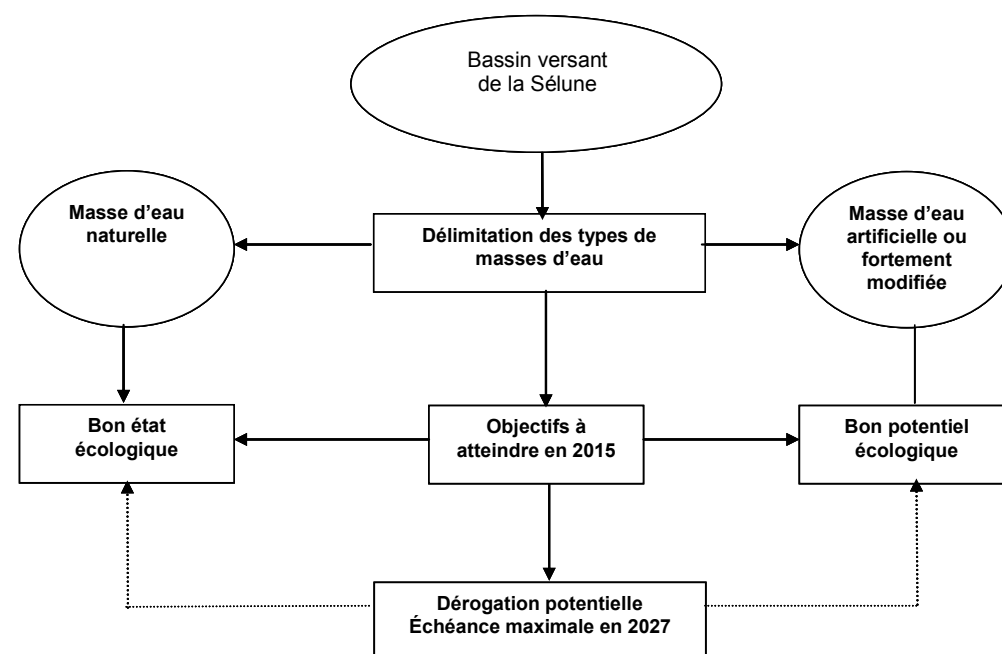 Bassin versant
de la Sélune
Masse d'eau
naturelle
Délimitation des types de
masses d'eau
Masse d'eau
artificielle ou
fortement
modifiée
Bon état
écologique
Objectifs à
atteindre en 2015
Bon potentiel
écologique
Dérogation potentielle
Échéance maximale en 2027